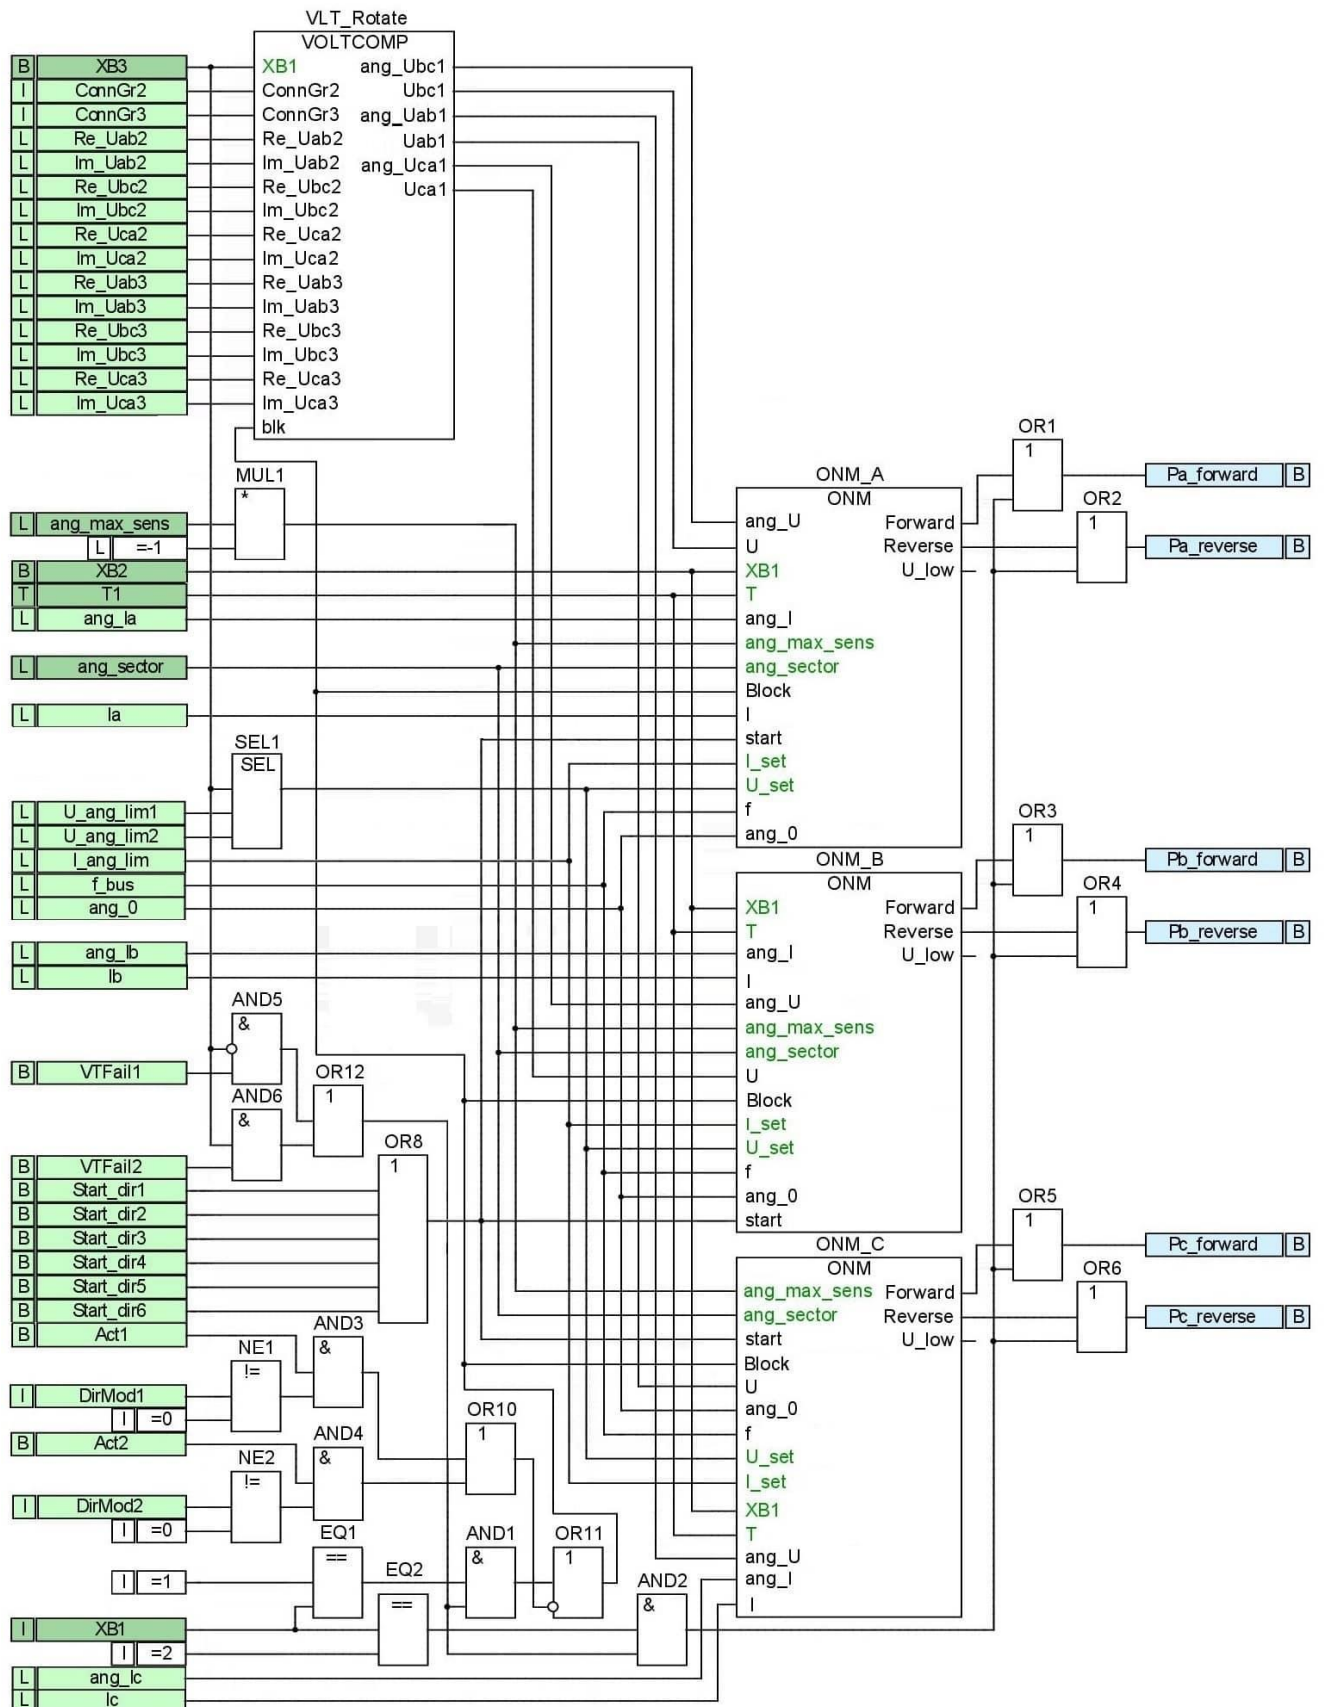 VLT_Rotate
VOLTCOMP
B XB3 XB1 ang_Ubc1
I ConnGr2 ConnGr2 Ubc1
I ConnGr3 ConnGr3 ang_Uab1
L Re_Uab2 Re_Uab2 Uab1
L Im_Uab2 Im_Uab2 ang_Uca1
L Re_Ubc2 Re_Ubc2 Uca1
L Im_Ubc2 Im_Ubc2
L Re_Uca2 Re_Uca2
L Im_Uca2 Im_Uca2
L Re_Uab3 Re_Uab3
L Im_Uab3 Im_Uab3
L Re_Ubc3 Re_Ubc3
L Im_Ubc3 Im_Ubc3
L Re_Uca3 Re_Uca3
L Im_Uca3 Im_Uca3
blk
OR1
1
MUL1
*
ONM_A
ONM
Pa_forward B
OR2
1
L ang_max_sens ang_U Forward
L =-1 U Reverse Pa_reverse B
B XB2 XB1 U_low
T T1 T
L ang_Ia ang_I
ang_max_sens
L ang_sector ang_sector
Block
L Ia I
SEL1
SEL
start
I_set
U_set
L U_ang_lim1 f
L U_ang_lim2 ang_0
OR3
1
L I_ang_lim ONM_B Pb_forward B
L f_bus ONM OR4
1
L ang_0 XB1 Forward
T Reverse Pb_reverse B
L ang_Ib ang_I U_low
L Ib I
AND5
&
ang_U
ang_max_sens
ang_sector
L
B VTFail1 OR12 U
1
AND6
&
Block
I_set
OR8
1
U_set
B VTFail2 f
B Start_dir1 ang_0 OR5
1
B Start_dir2 start
B Start_dir3 ONM_C Pc_forward B
B Start_dir4 ONM OR6
1
B Start_dir5 ang_max_sens Forward
B Start_dir6 ang_sector Reverse Pc_reverse B
B Act1 AND3 start U_low
&
NE1
!=
Block
I DirMod1 U
I =0 OR10 ang_0
1
B Act2 AND4 f
&
NE2
!=
U_set
I_set
I DirMod2 XB1
I =0 EQ1 AND1 OR11 T
==
&
1
ang_U
I =1 EQ2 AND2 ang_I
==
&
I
I XB1
I =2
L ang_Ic
L Ic